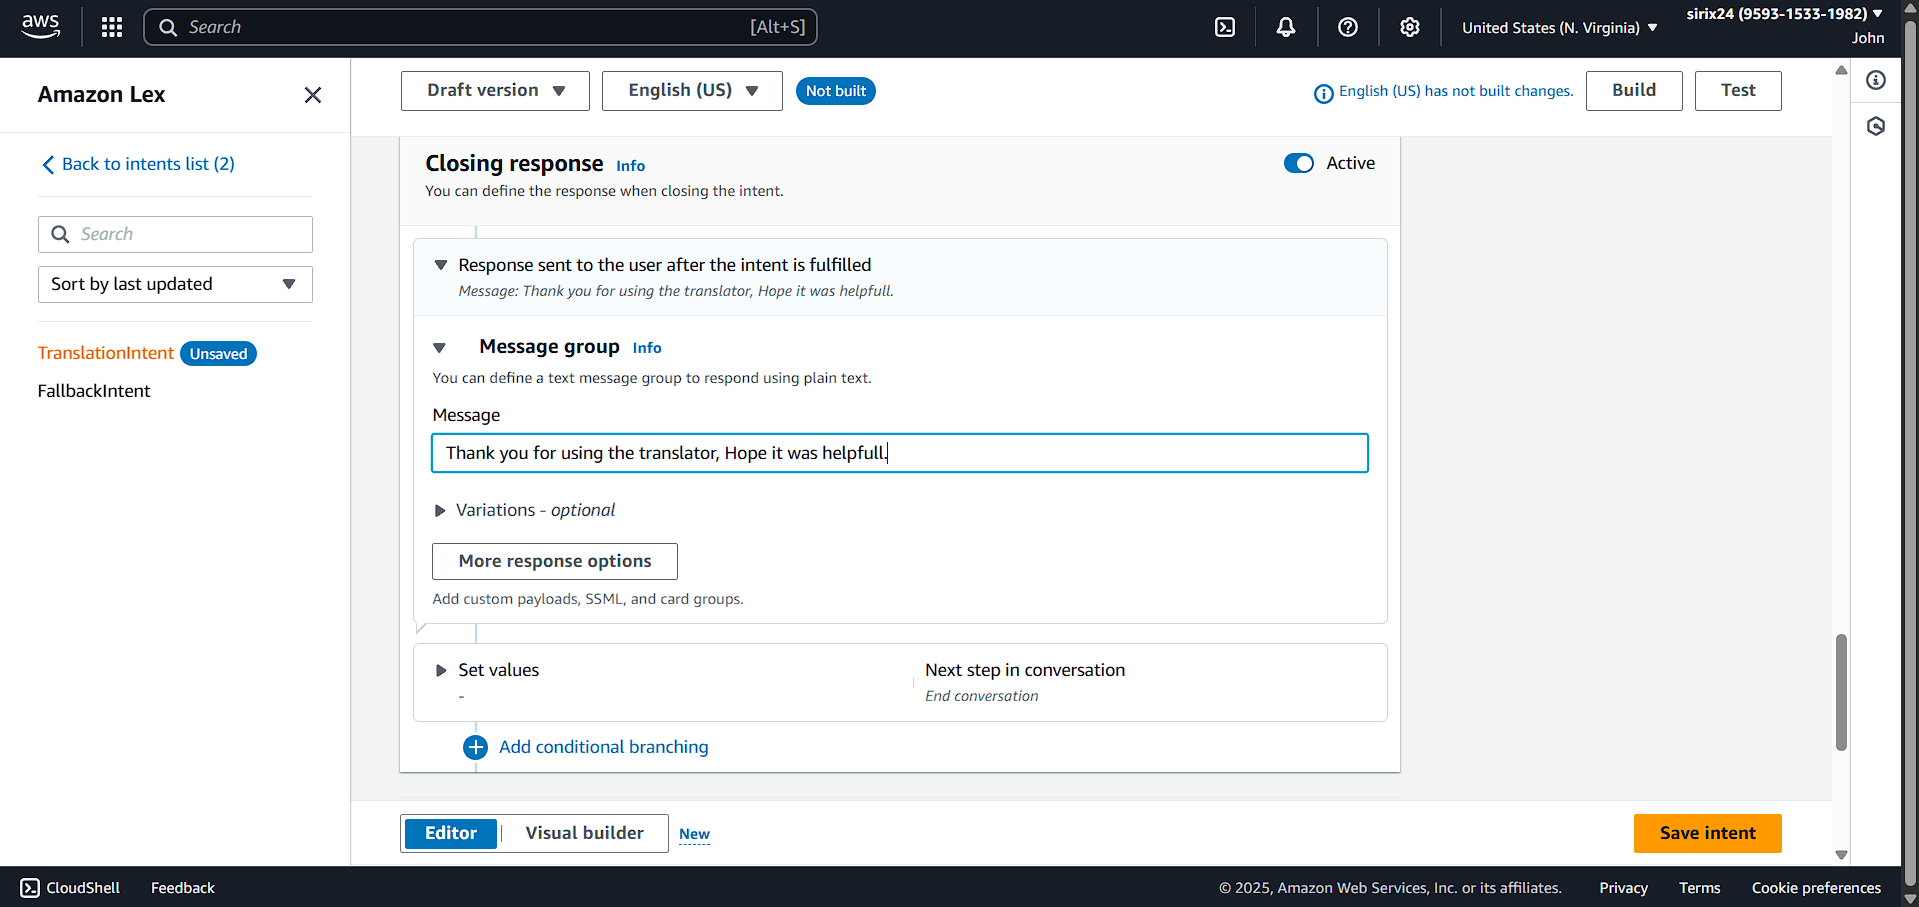 aws
Search
[Alt+S]
United States (N. Virginia)
sirix24 (9593-1533-1982)
John
Amazon Lex
Back to intents list (2)
Search
Sort by last updated
TranslationIntent Unsaved
FallbackIntent
Draft version
English (US)
Not built
English (US) has not built changes.
Build
Test
Closing response Info
Active
You can define the response when closing the intent.
Response sent to the user after the intent is fulfilled
Message: Thank you for using the translator, Hope it was helpfull.
Message group Info
You can define a text message group to respond using plain text.
Message
Thank you for using the translator, Hope it was helpfull.
Variations - optional
More response options
Add custom payloads, SSML, and card groups.
Set values
-
Next step in conversation
End conversation
Add conditional branching
Editor
Visual builder
New
Save intent
CloudShell
Feedback
© 2025, Amazon Web Services, Inc. or its affiliates.
Privacy
Terms
Cookie preferences